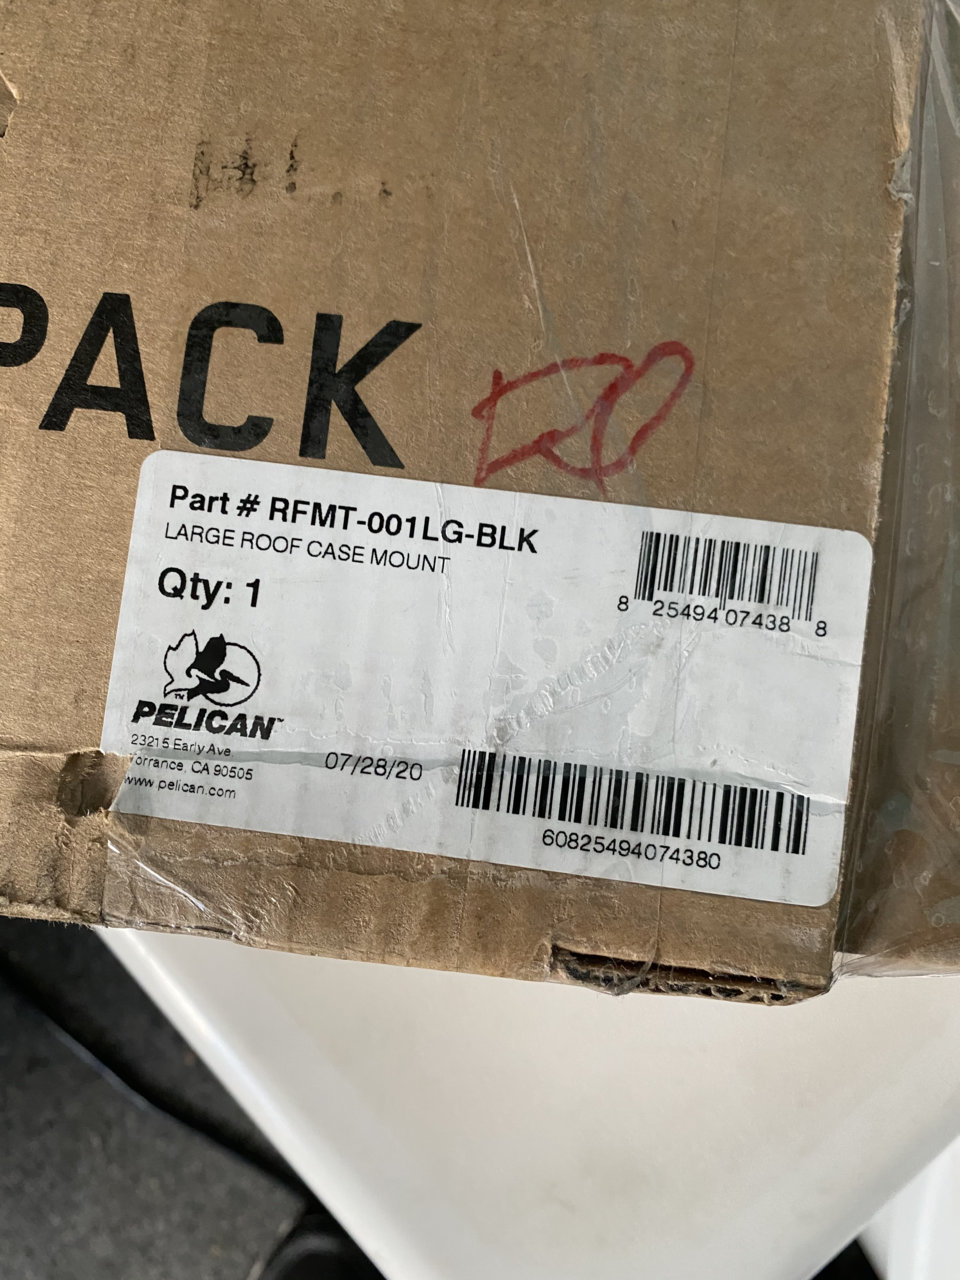 PACK
Part # RFMT-001LG-BLK
LARGE ROOF CASE MOUNT
Qty: 1
8 25494 07438 8
PELICAN™
23215 Early Ave
Torrance, CA 90505
www.pelican.com
07/28/20
60825494074380